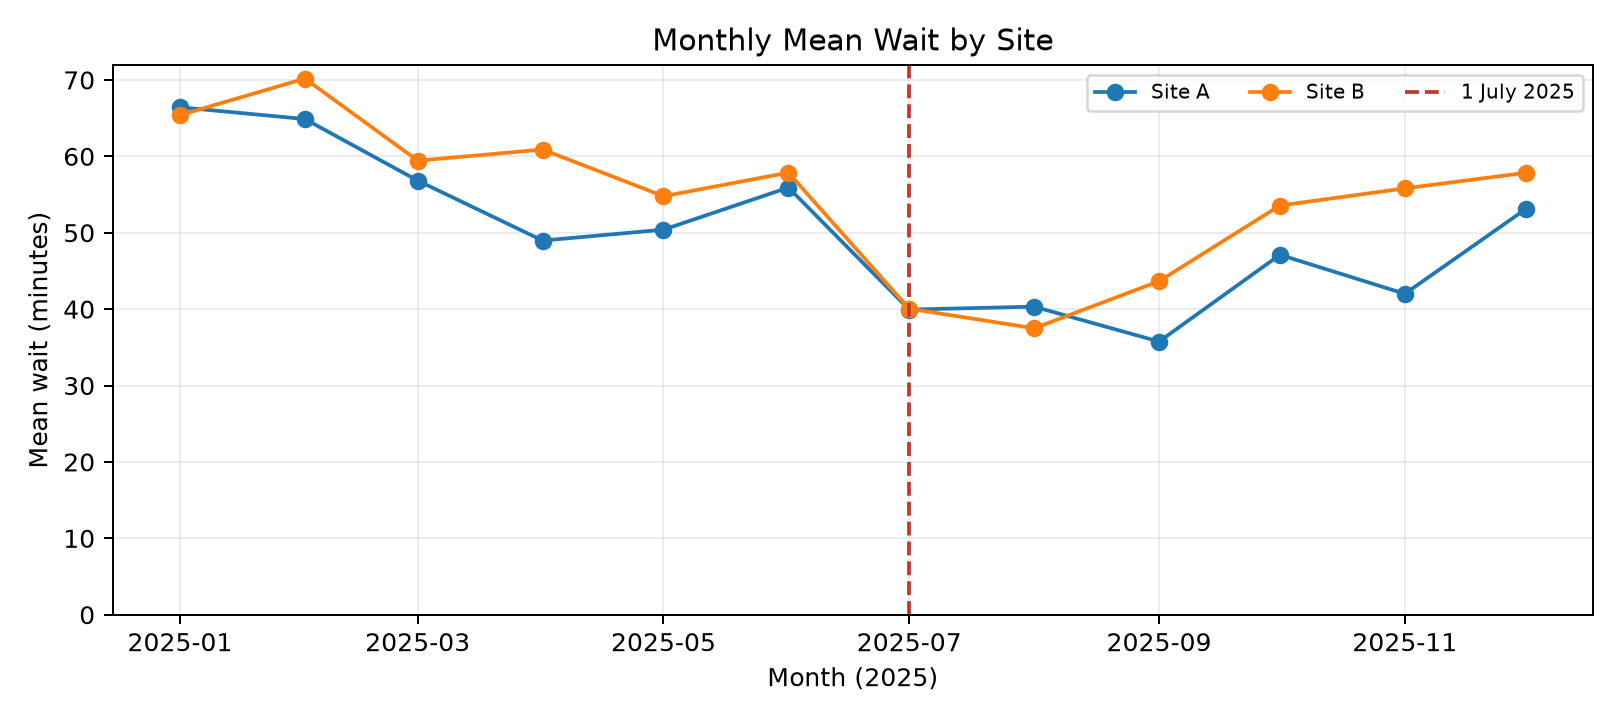 Monthly Mean Wait by Site
Site A
Site B
1 July 2025
Mean wait (minutes)
70
60
50
40
30
20
10
0
2025-01
2025-03
2025-05
2025-07
2025-09
2025-11
Month (2025)